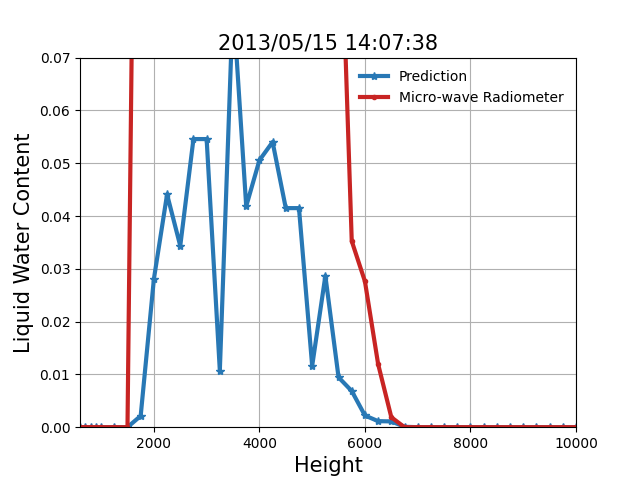 2013/05/15 14:07:38
Prediction
Micro-wave Radiometer
Liquid Water Content
0.07
0.06
0.05
0.04
0.03
0.02
0.01
0.00
2000 4000 6000 8000 10000
Height